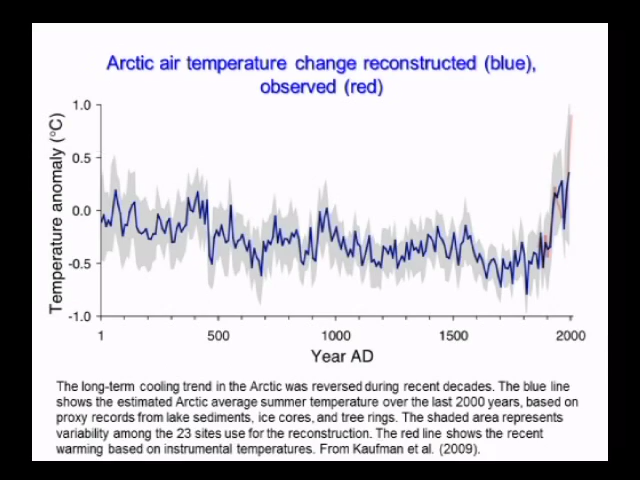 Arctic air temperature change reconstructed (blue),
observed (red)
Temperature anomaly (°C)
1.0
0.5
0.0
-0.5
-1.0
1
500
1000
1500
2000
Year AD
The long-term cooling trend in the Arctic was reversed during recent decades. The blue line
shows the estimated Arctic average summer temperature over the last 2000 years, based on
proxy records from lake sediments, ice cores, and tree rings. The shaded area represents
variability among the 23 sites use for the reconstruction. The red line shows the recent
warming based on instrumental temperatures. From Kaufman et al. (2009).